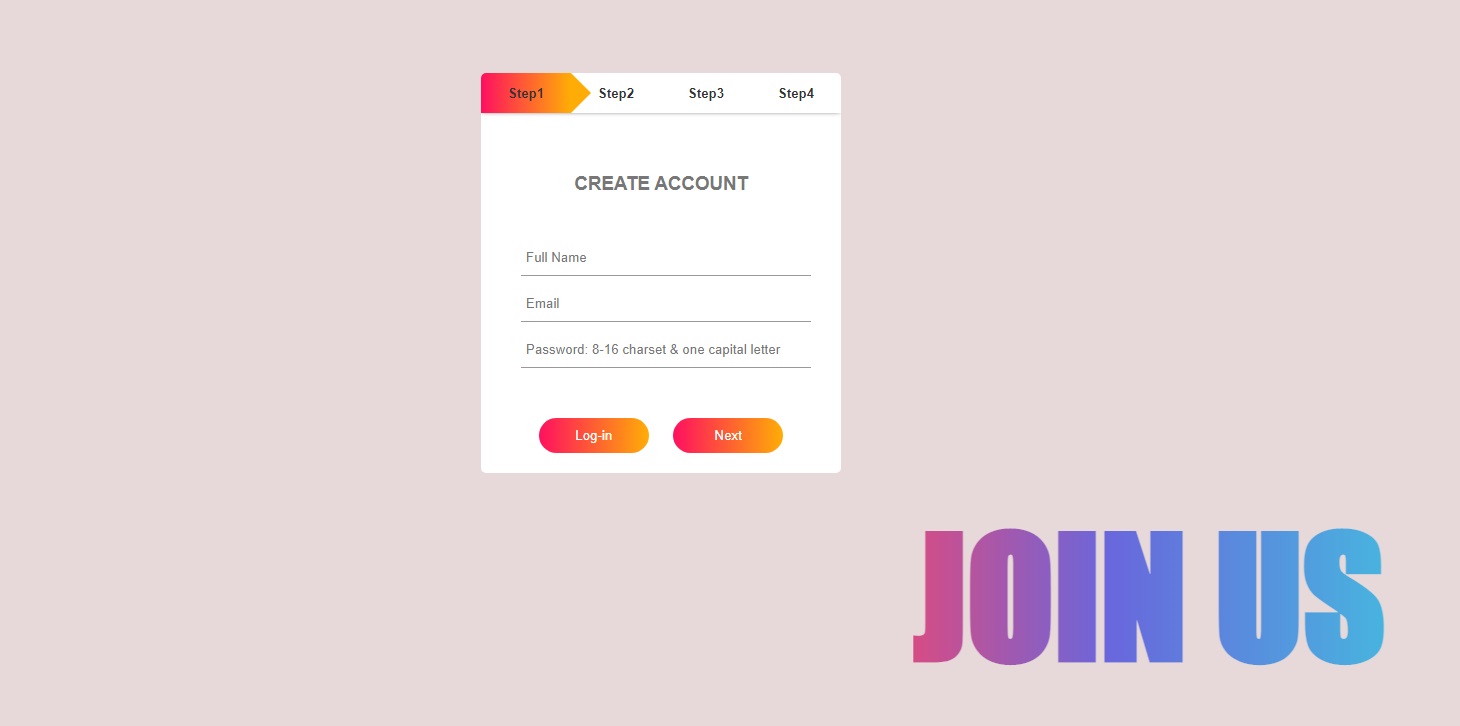 Step1 Step2 Step3 Step4
CREATE ACCOUNT
Full Name
Email
Password: 8-16 charset & one capital letter
Log-in Next
JOIN US